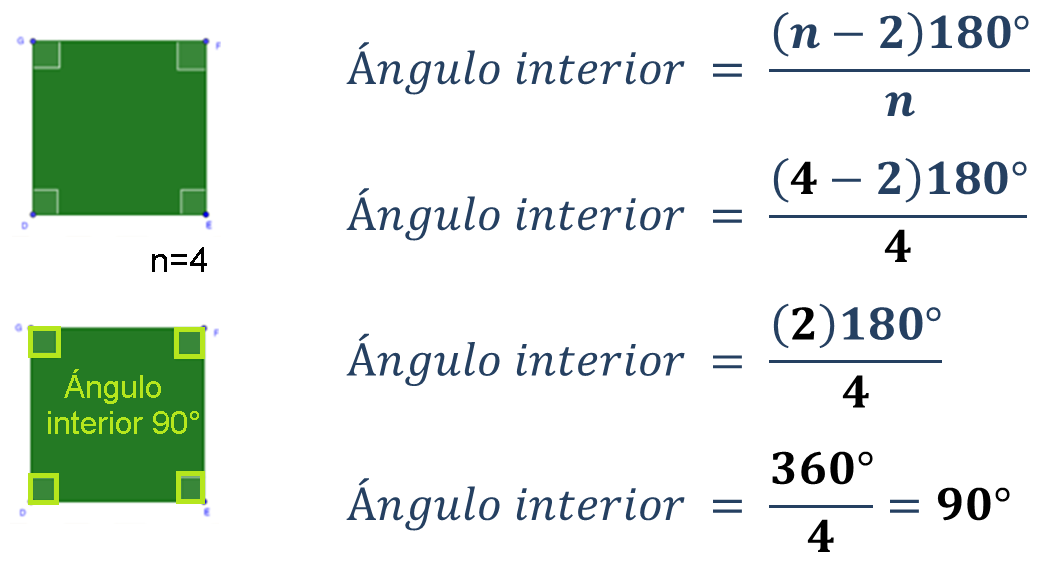 G F
D E
n=4
G F
Ángulo
interior 90°
D E
Ángulo interior = (n − 2)180° / n
Ángulo interior = (4 − 2)180° / 4
Ángulo interior = (2)180° / 4
Ángulo interior = 360° / 4 = 90°